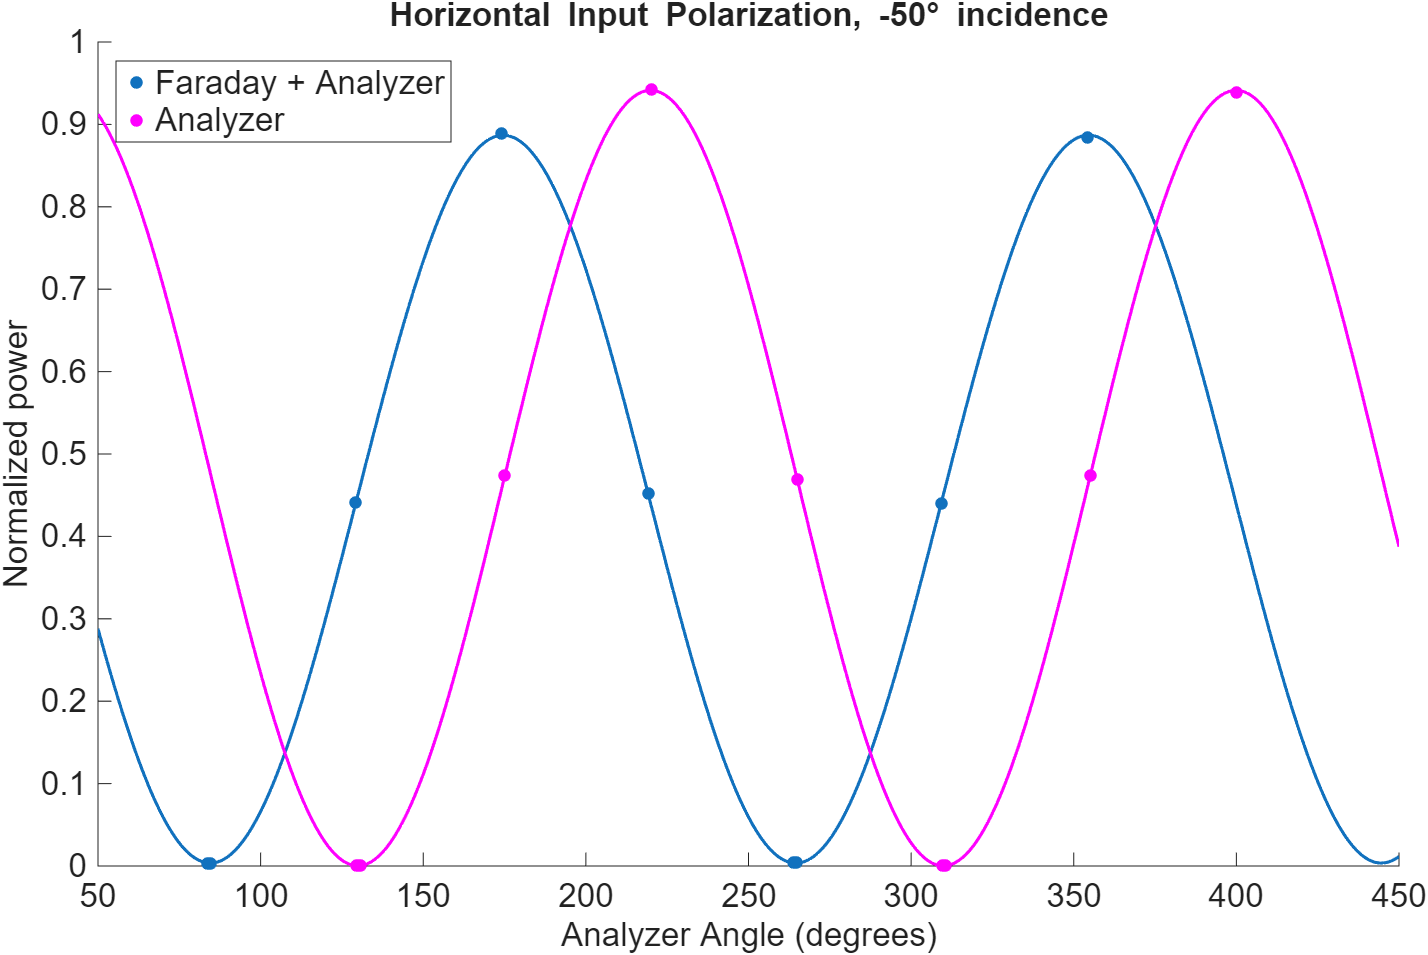 Horizontal Input Polarization, -50° incidence
1
Faraday + Analyzer
Analyzer
0.9
0.8
0.7
0.6
0.5
0.4
0.3
0.2
0.1
0
Normalized power
50 100 150 200 250 300 350 400 450
Analyzer Angle (degrees)